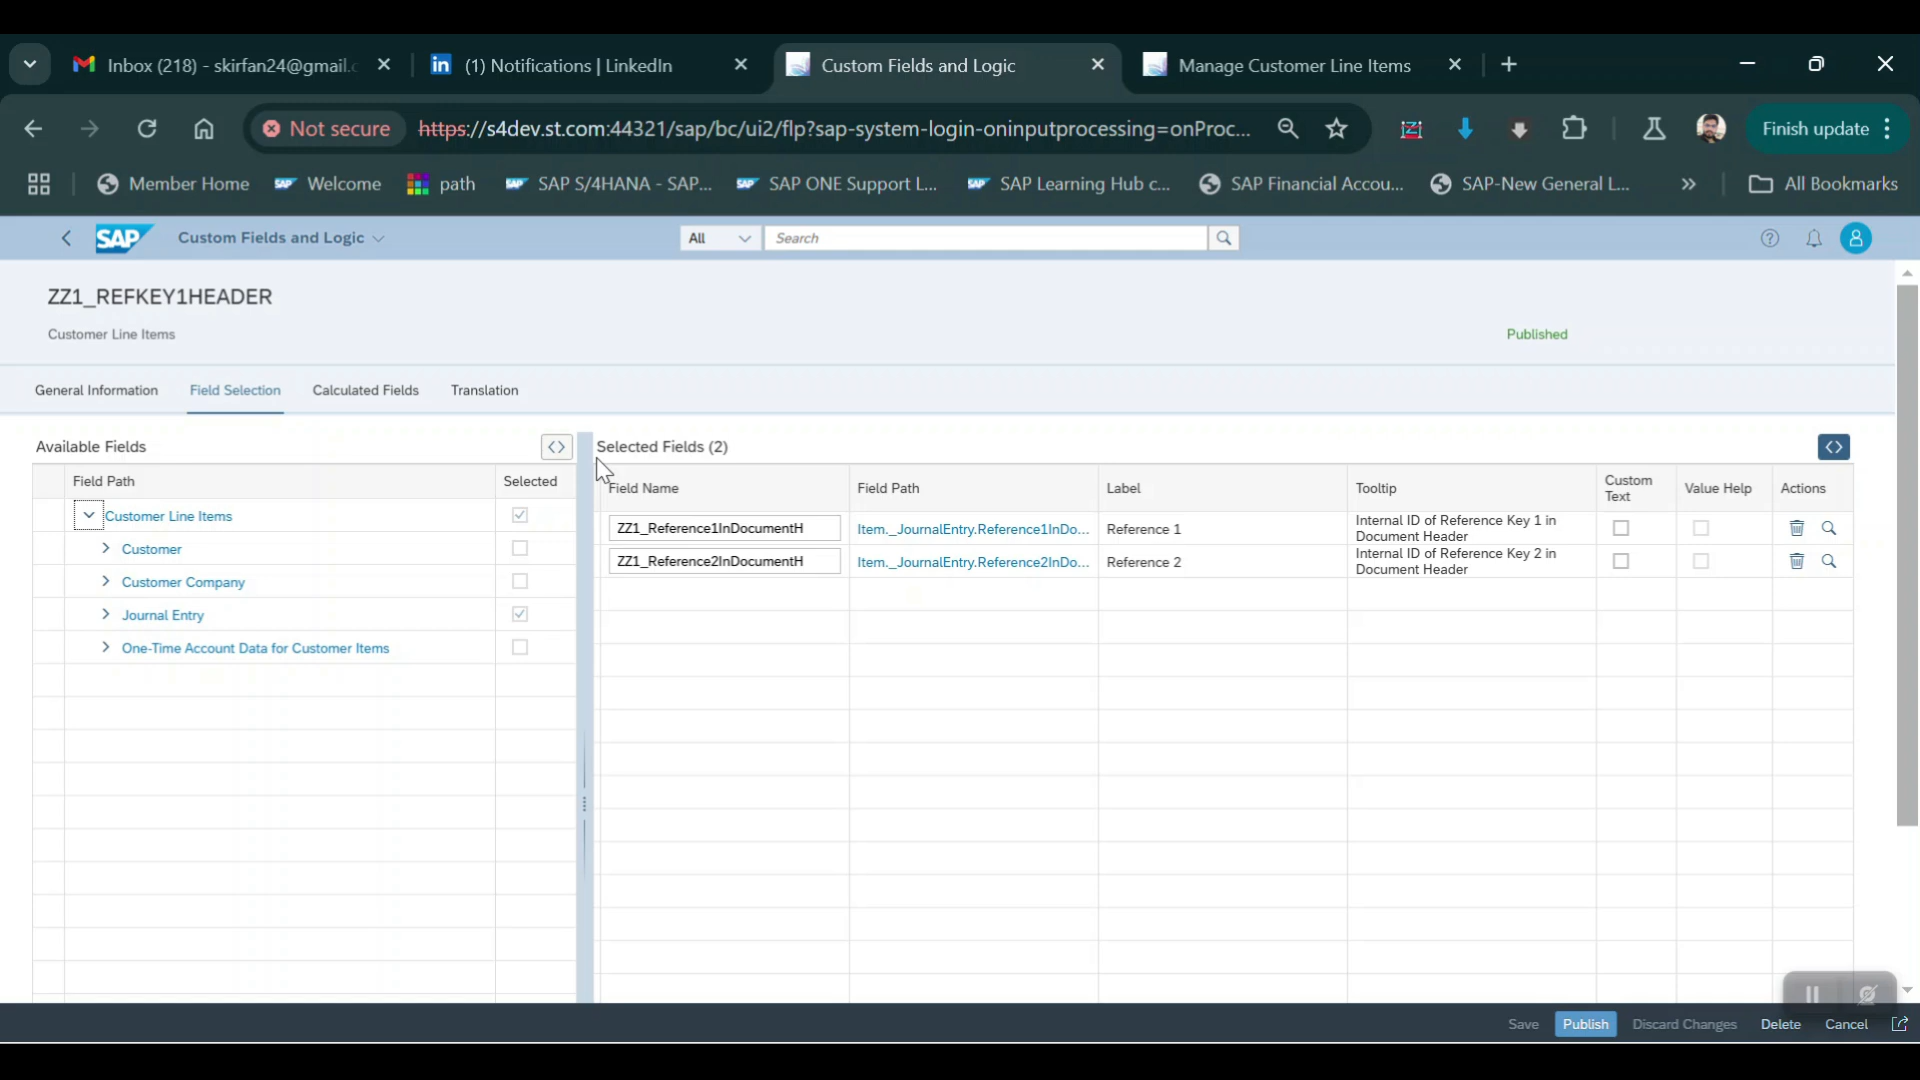 Inbox (218) - skirfan24@gmail.c
(1) Notifications | LinkedIn
Custom Fields and Logic
Manage Customer Line Items
Not secure
https://s4dev.st.com:44321/sap/bc/ui2/flp?sap-system-login-oninputprocessing=onProc...
Finish update
Member Home
SAP Welcome
path
SAP SAP S/4HANA - SAP...
SAP SAP ONE Support L...
SAP SAP Learning Hub c...
SAP Financial Accou...
SAP-New General L...
All Bookmarks
SAP
Custom Fields and Logic
All
Search
ZZ1_REFKEY1HEADER
Customer Line Items
Published
General Information
Field Selection
Calculated Fields
Translation
Available Fields
Selected Fields (2)
Field Path
Selected
Field Name
Field Path
Label
Tooltip
Custom
Text
Value Help
Actions
Customer Line Items
Customer
Customer Company
Journal Entry
One-Time Account Data for Customer Items
ZZ1_Reference1InDocumentH
Item._JournalEntry.Reference1InDo...
Reference 1
Internal ID of Reference Key 1 in
Document Header
ZZ1_Reference2InDocumentH
Item._JournalEntry.Reference2InDo...
Reference 2
Internal ID of Reference Key 2 in
Document Header
Save
Publish
Discard Changes
Delete
Cancel